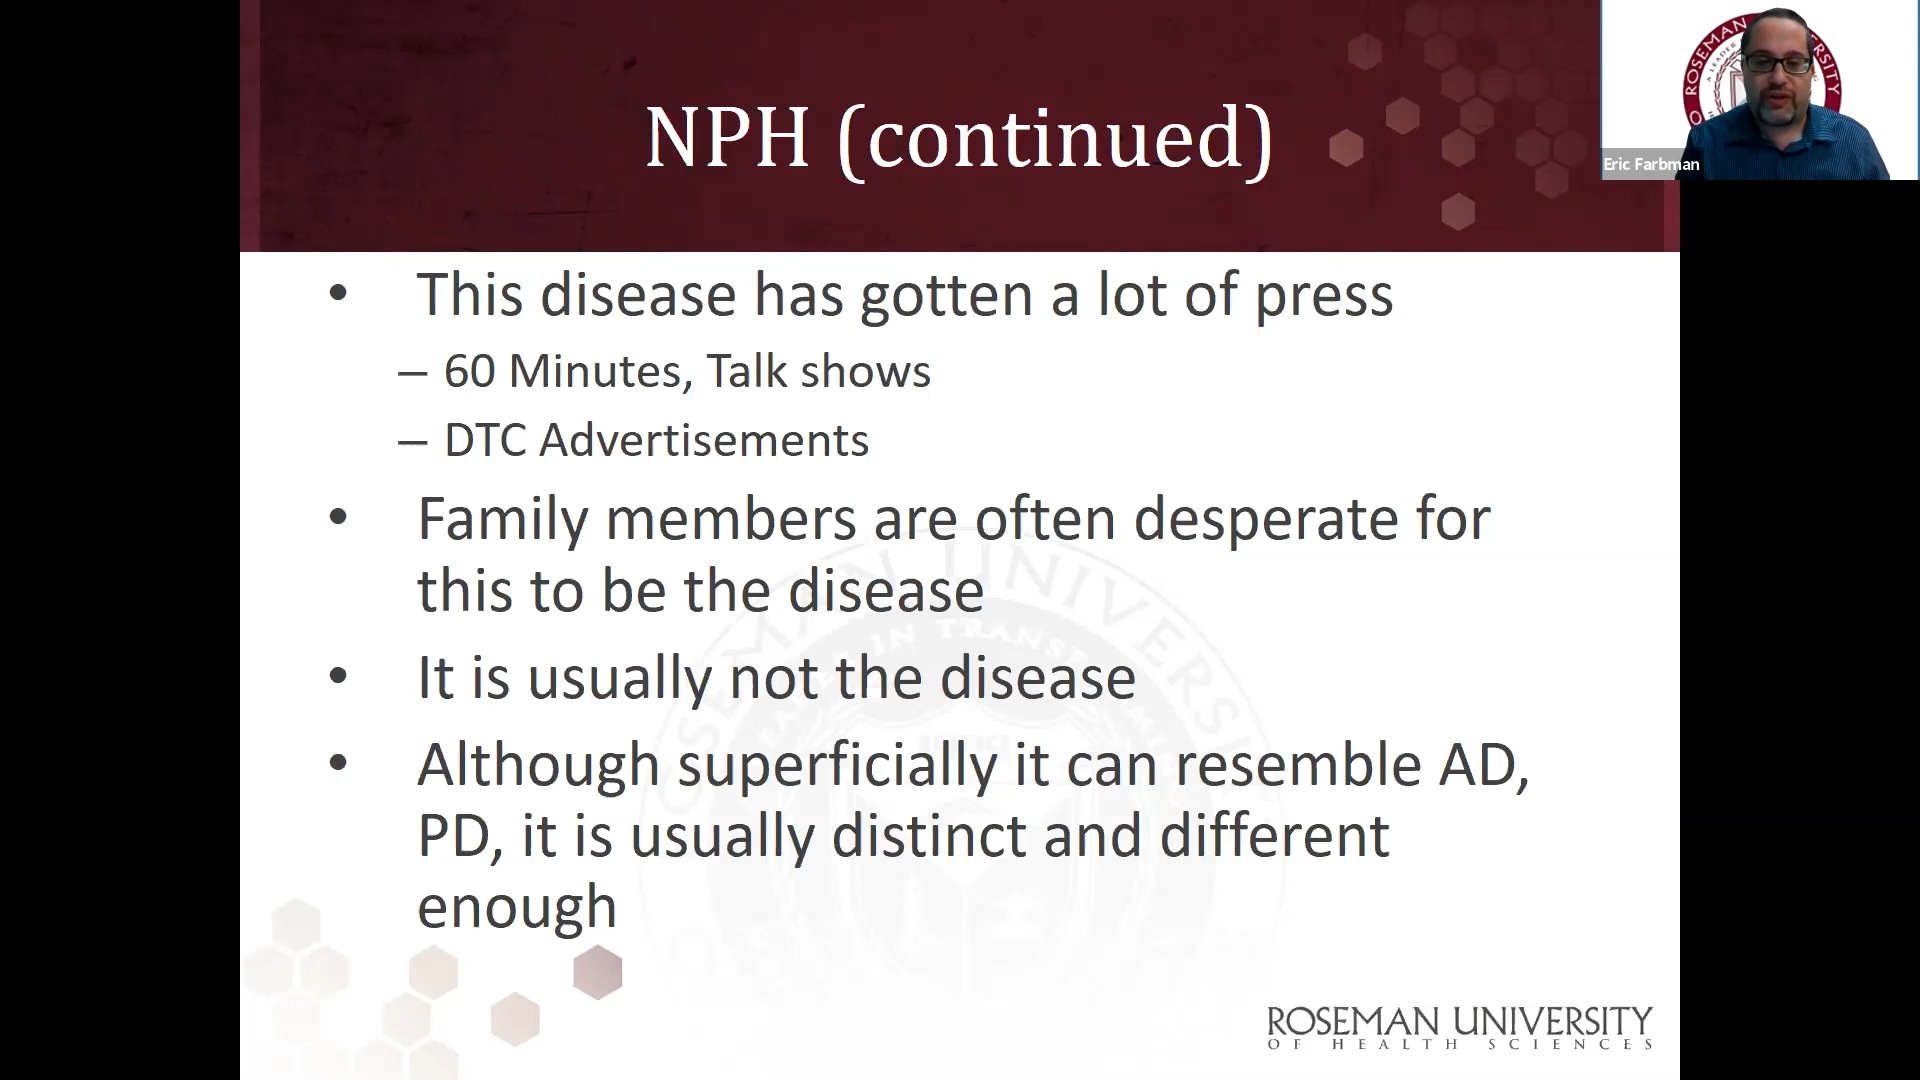 NPH (continued)
ROSEMAN UNIVERSITY
Eric Farbman
• This disease has gotten a lot of press
– 60 Minutes, Talk shows
– DTC Advertisements
• Family members are often desperate for
this to be the disease
• It is usually not the disease
• Although superficially it can resemble AD,
PD, it is usually distinct and different
enough
ROSEMAN UNIVERSITY
OF HEALTH SCIENCES